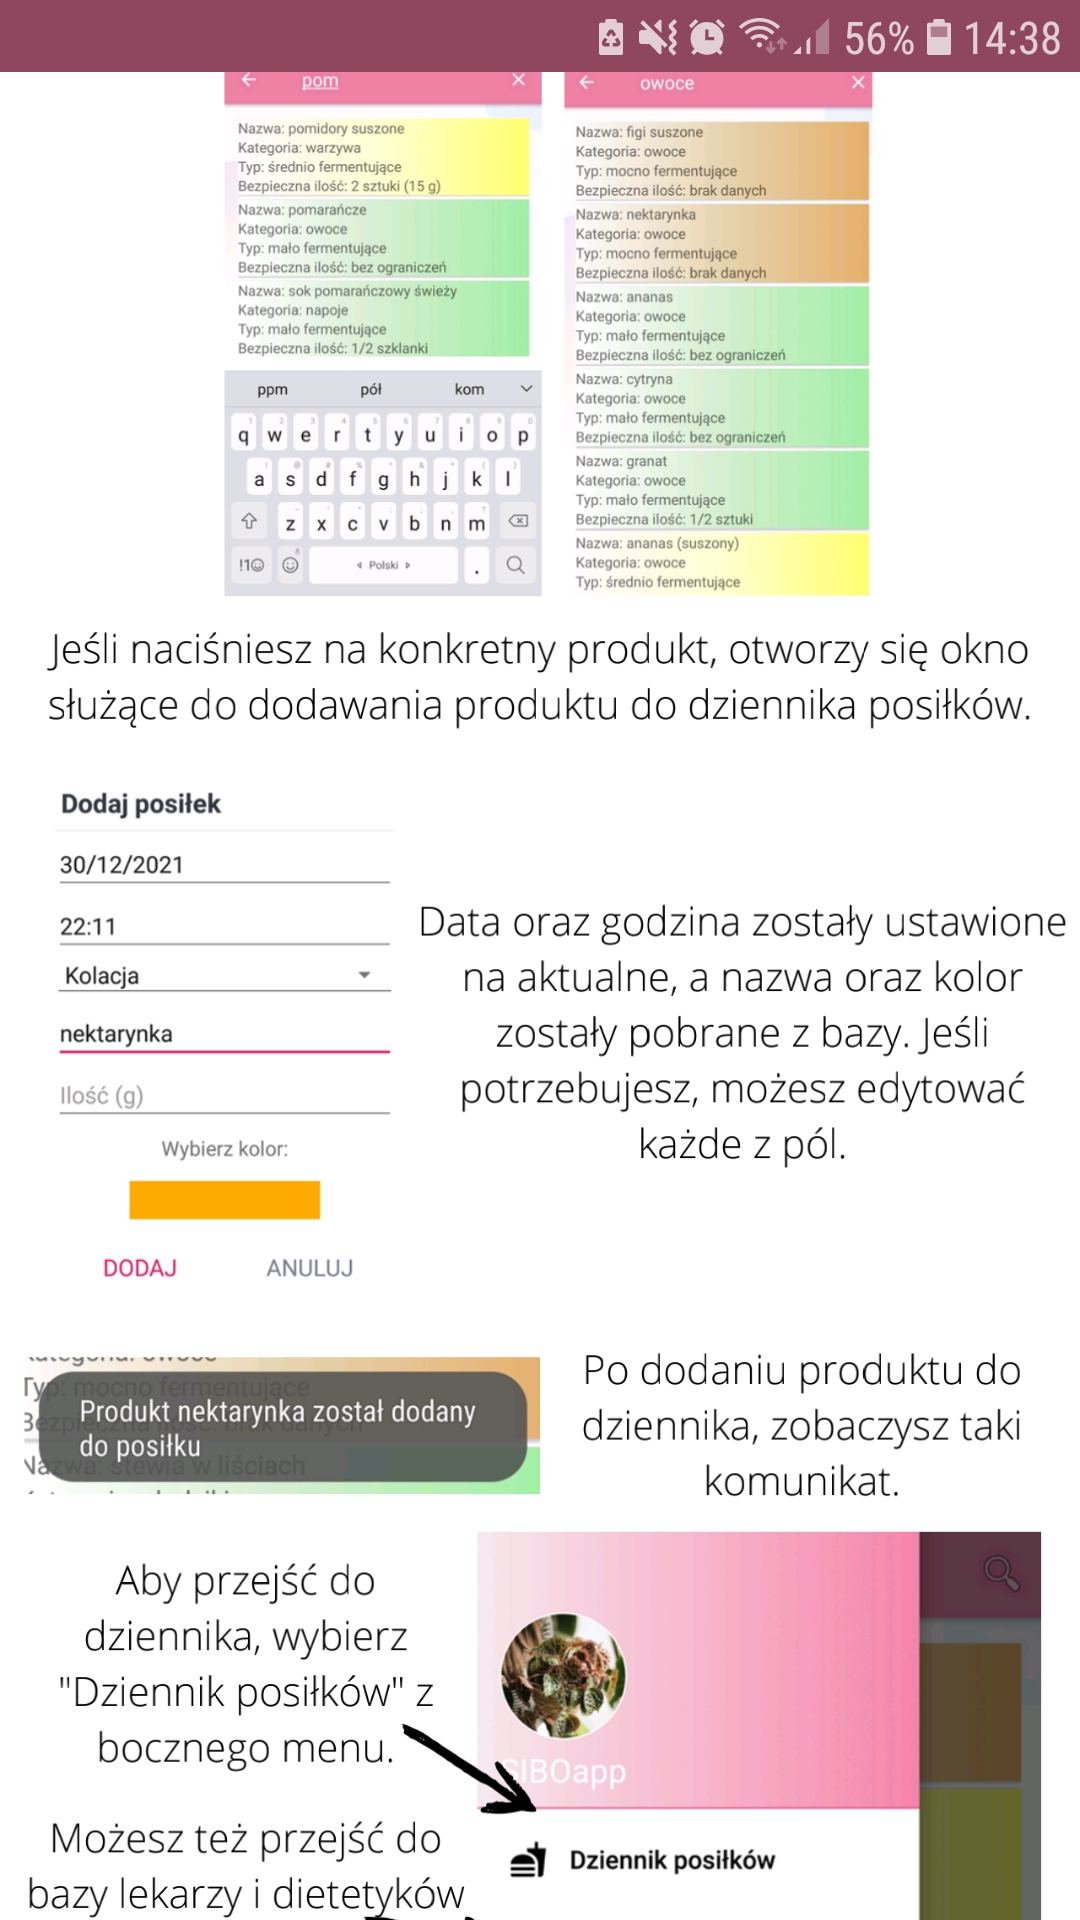 56% 14:38
pom
Nazwa: pomidory suszone
Kategoria: warzywa
Typ: średnio fermentujące
Bezpieczna ilość: 2 sztuki (15 g)
Nazwa: pomarańcze
Kategoria: owoce
Typ: mało fermentujące
Bezpieczna ilość: bez ograniczeń
Nazwa: sok pomarańczowy świeży
Kategoria: napoje
Typ: mało fermentujące
Bezpieczna ilość: 1/2 szklanki
ppm pół kom
q w e r t y u i o p
a s d f g h j k l
z x c v b n m
!1☺ Polski .
owoce
Nazwa: figi suszone
Kategoria: owoce
Typ: mocno fermentujące
Bezpieczna ilość: brak danych
Nazwa: nektarynka
Kategoria: owoce
Typ: mocno fermentujące
Bezpieczna ilość: brak danych
Nazwa: ananas
Kategoria: owoce
Typ: mało fermentujące
Bezpieczna ilość: bez ograniczeń
Nazwa: cytryna
Kategoria: owoce
Typ: mało fermentujące
Bezpieczna ilość: bez ograniczeń
Nazwa: granat
Kategoria: owoce
Typ: mało fermentujące
Bezpieczna ilość: 1/2 sztuki
Nazwa: ananas (suszony)
Kategoria: owoce
Typ: średnio fermentujące
Jeśli naciśniesz na konkretny produkt, otworzy się okno
służące do dodawania produktu do dziennika posiłków.
Dodaj posiłek
30/12/2021
22:11
Kolacja
nektarynka
Ilość (g)
Wybierz kolor:
DODAJ ANULUJ
Data oraz godzina zostały ustawione
na aktualne, a nazwa oraz kolor
zostały pobrane z bazy. Jeśli
potrzebujesz, możesz edytować
każde z pól.
Typ: mocno fermentujące
Produkt nektarynka został dodany
do posiłku
Nazwa: stewia w liściach
Po dodaniu produktu do
dziennika, zobaczysz taki
komunikat.
Aby przejść do
dziennika, wybierz
"Dziennik posiłków" z
bocznego menu.
SIBOapp
Dziennik posiłków
Możesz też przejść do
bazy lekarzy i dietetyków